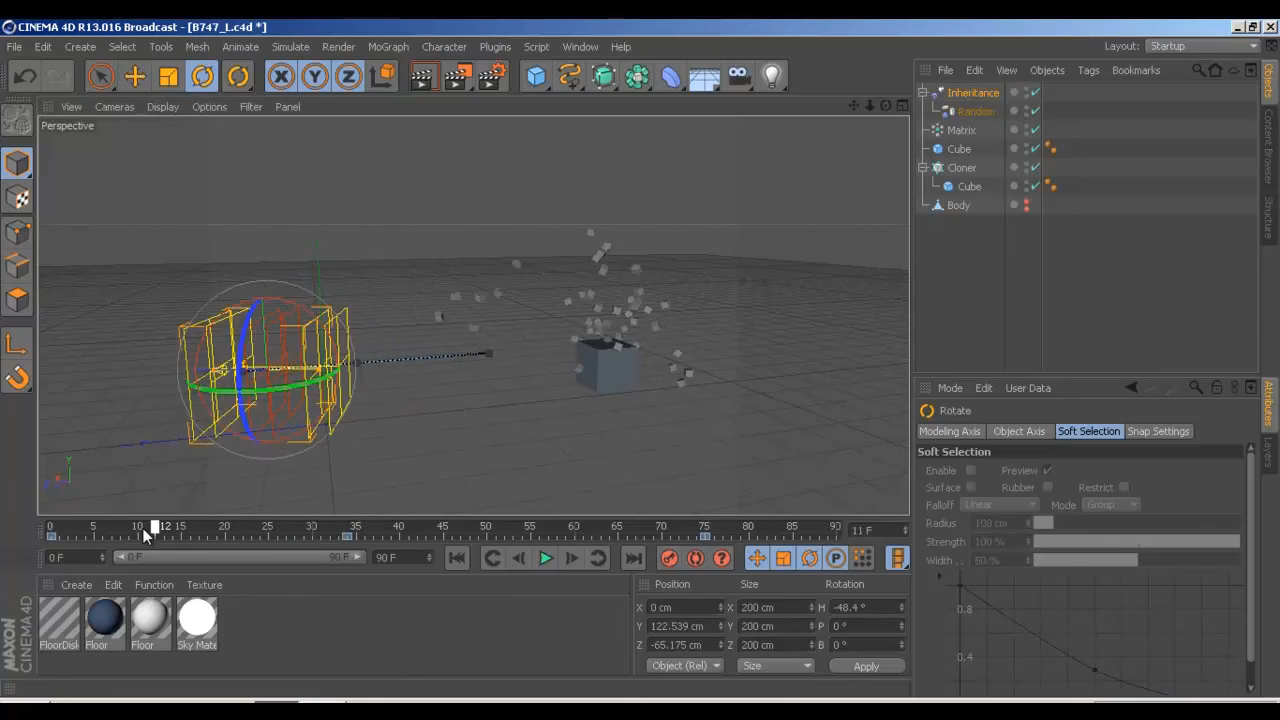 CINEMA 4D R13.016 Broadcast - [B747_L.c4d *]
File Edit Create Select Tools Mesh Animate Simulate Render MoGraph Character Plugins Script Window Help
Layout: Startup
X Y Z
File Edit View Objects Tags Bookmarks
View Cameras Display Options Filter Panel
Perspective
Inheritance
Random
Matrix
Cube
Cloner
Cube
Body
Objects
Content Browser
Structure
Mode Edit User Data
Rotate
Modeling Axis Object Axis Soft Selection Snap Settings
Soft Selection
Enable Preview
Surface Rubber Restrict
Falloff Linear Mode Group
Radius 100 cm
Strength 100 %
Width . . 50 %
0.8
0.4
Attributes
Layers
Y
0 5 10 12 15 20 25 30 35 40 45 50 55 60 65 70 75 80 85 90 11 F
0 F 0 F 90 F 90 F
P
Create Edit Function Texture
FloorDisk Floor Floor Sky Mate
Position Size Rotation
X 0 cm X 200 cm H -48.4 °
Y 122.539 cm Y 200 cm P 0 °
Z -65.175 cm Z 200 cm B 0 °
Object (Rel) Size Apply
MAXON
CINEMA4D